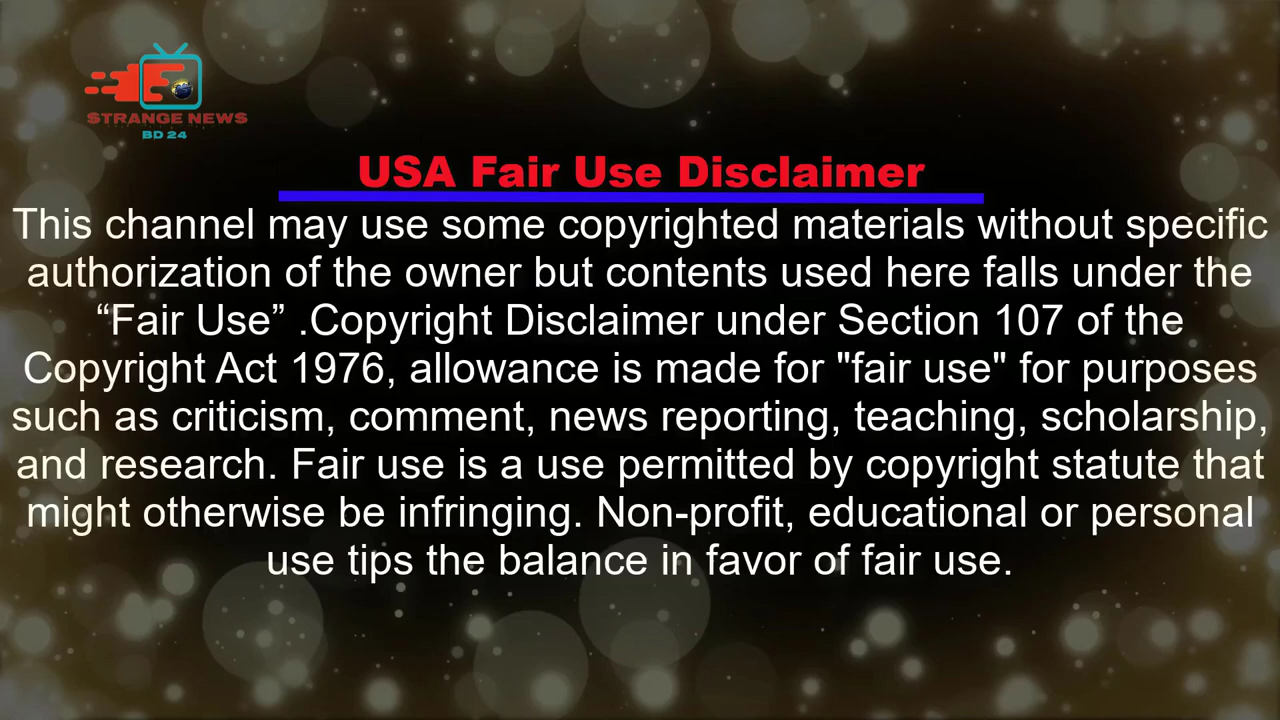 STRANGE NEWS
BD 24
USA Fair Use Disclaimer
This channel may use some copyrighted materials without specific
authorization of the owner but contents used here falls under the
“Fair Use” .Copyright Disclaimer under Section 107 of the
Copyright Act 1976, allowance is made for "fair use" for purposes
such as criticism, comment, news reporting, teaching, scholarship,
and research. Fair use is a use permitted by copyright statute that
might otherwise be infringing. Non-profit, educational or personal
use tips the balance in favor of fair use.